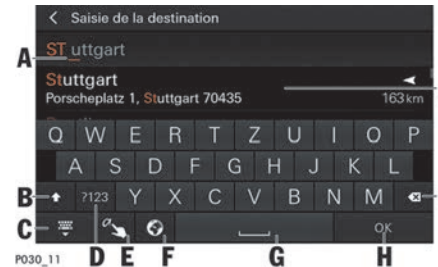 < Saisie de la destination
A ST uttgart
Stuttgart
Porscheplatz 1, Stuttgart 70435 163 km
Q W E R T Z U I O P
A S D F G H J K L
B ?123 Y X C V B N M
C OK
P030_11 D E F G H